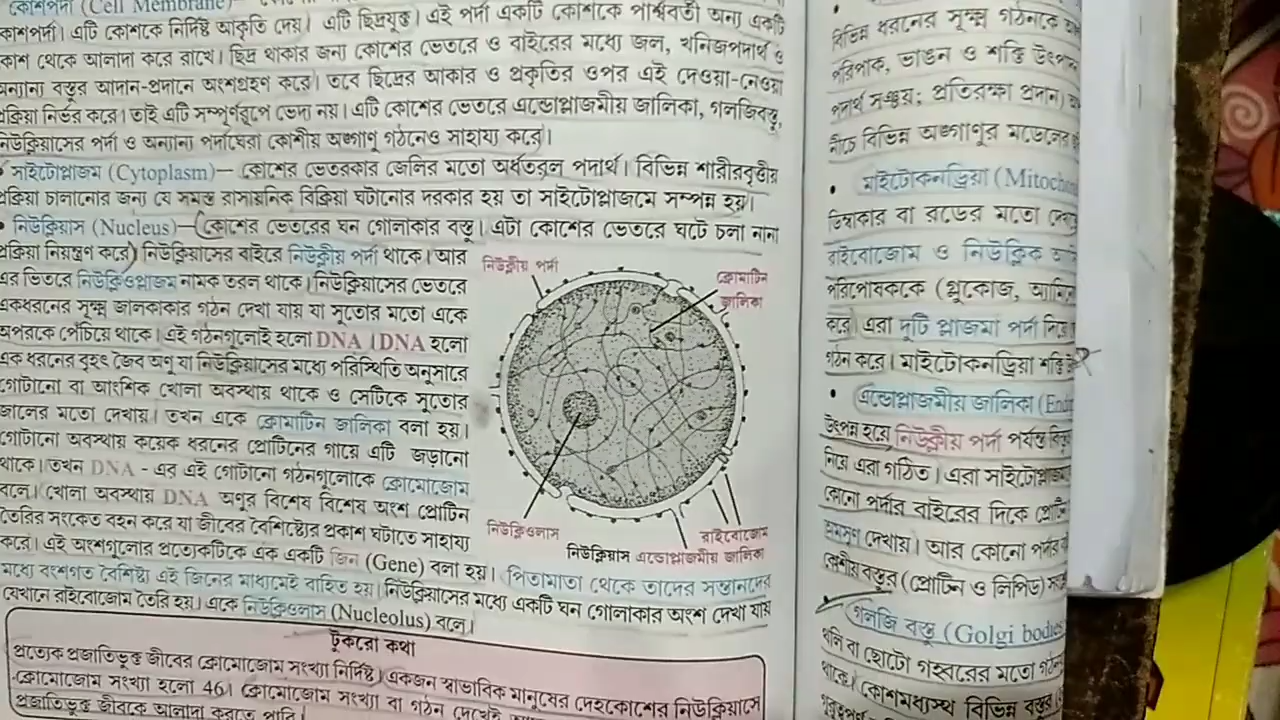 কোশপর্দা (Cell Membrane)—
কোশপর্দা। এটি কোশকে নির্দিষ্ট আকৃতি দেয়। এটি ছিদ্রযুক্ত। এই পর্দা একটি কোশকে পার্শ্ববর্তী অন্য একটি
কোশ থেকে আলাদা করে রাখে। ছিদ্র থাকার জন্য কোশের ভেতরে ও বাইরের মধ্যে জল, খনিজপদার্থ ও
অন্যান্য বস্তুর আদান-প্রদানে অংশগ্রহণ করে। তবে ছিদ্রের আকার ও প্রকৃতির ওপর এই দেওয়া-নেওয়া
প্রক্রিয়া নির্ভর করে। তাই এটি সম্পূর্ণরূপে ভেদ্য নয়। এটি কোশের ভেতরে এন্ডোপ্লাজমীয় জালিকা, গলজিবস্তু,
নিউক্লিয়াসের পর্দা ও অন্যান্য পর্দাঘেরা কোশীয় অঙ্গাণু গঠনেও সাহায্য করে।
• সাইটোপ্লাজম (Cytoplasm)— কোশের ভেতরকার জেলির মতো অর্ধতরল পদার্থ। বিভিন্ন শারীরবৃত্তীয়
প্রক্রিয়া চালানোর জন্য যে সমস্ত রাসায়নিক বিক্রিয়া ঘটানোর দরকার হয় তা সাইটোপ্লাজমে সম্পন্ন হয়।
• নিউক্লিয়াস (Nucleus)—কোশের ভেতরের ঘন গোলাকার বস্তু। এটা কোশের ভেতরে ঘটে চলা নানা
প্রক্রিয়া নিয়ন্ত্রণ করে। নিউক্লিয়াসের বাইরে নিউক্লীয় পর্দা থাকে। আর
এর ভিতরে নিউক্লিওপ্লাজম নামক তরল থাকে। নিউক্লিয়াসের ভেতরে
একধরনের সূক্ষ্ম জালকাকার গঠন দেখা যায় যা সুতোর মতো একে
অপরকে পেঁচিয়ে থাকে। এই গঠনগুলোই হলো DNA । DNA হলো
এক ধরনের বৃহৎ জৈব অণু যা নিউক্লিয়াসের মধ্যে পরিস্থিতি অনুসারে
গোটানো বা আংশিক খোলা অবস্থায় থাকে ও সেটিকে সুতোর
জালের মতো দেখায়। তখন একে ক্রোমাটিন জালিকা বলা হয়।
গোটানো অবস্থায় কয়েক ধরনের প্রোটিনের গায়ে এটি জড়ানো
থাকে। তখন DNA - এর এই গোটানো গঠনগুলোকে ক্রোমোজোম
বলে। খোলা অবস্থায় DNA অণুর বিশেষ বিশেষ অংশ প্রোটিন
তৈরির সংকেত বহন করে যা জীবের বৈশিষ্ট্যের প্রকাশ ঘটাতে সাহায্য
করে। এই অংশগুলোর প্রত্যেকটিকে এক একটি জিন (Gene) বলা হয়। পিতামাতা থেকে তাদের সন্তানদের
মধ্যে বংশগত বৈশিষ্ট্য এই জিনের মাধ্যমেই বাহিত হয়। নিউক্লিয়াসের মধ্যে একটি ঘন গোলাকার অংশ দেখা যায়
যেখানে রাইবোজোম তৈরি হয়। একে নিউক্লিওলাস (Nucleolus) বলে।
নিউক্লীয় পর্দা
ক্রোমাটিন
জালিকা
নিউক্লিওলাস
রাইবোজোম
নিউক্লিয়াস এন্ডোপ্লাজমীয় জালিকা
টুকরো কথা
প্রত্যেক প্রজাতিভুক্ত জীবের ক্রোমোজোম সংখ্যা নির্দিষ্ট। একজন স্বাভাবিক মানুষের দেহকোশের নিউক্লিয়াসে
ক্রোমোজোম সংখ্যা হলো 46। ক্রোমোজোম সংখ্যা বা গঠন দেখেই
প্রজাতিভুক্ত জীবকে আলাদা করতে পারি।
বিভিন্ন ধরনের সূক্ষ্ম গঠনকে
পরিপাক, ভাঙন ও শক্তি উৎপাদন
পদার্থ সঞ্চয়; প্রতিরক্ষা প্রদান)
নীচে বিভিন্ন অঙ্গাণুর মডেলের
• মাইটোকনড্রিয়া (Mitochon
ডিম্বাকার বা রডের মতো দেখ
রাইবোজোম ও নিউক্লিক
পরিপোষককে (গ্লুকোজ, অ্যামিনো
করে। এরা দুটি প্লাজমা পর্দা দিয়ে
গঠন করে। মাইটোকনড্রিয়া শক্তি
• এন্ডোপ্লাজমীয় জালিকা (Endo
উৎপন্ন হয়ে নিউক্লীয় পর্দা পর্যন্ত
নিয়ে এরা গঠিত। এরা সাইটোপ্লাজম
কোনো পর্দার বাইরের দিকে
অমসৃণ দেখায়। আর কোনো পর্দার
কোশীয় বস্তুর (প্রোটিন ও লিপিড)
গলজি বস্তু (Golgi bodies
থলি বা ছোটো গহ্বরের মতো গঠন
থাকে। কোশমধ্যস্থ বিভিন্ন বস্তুর